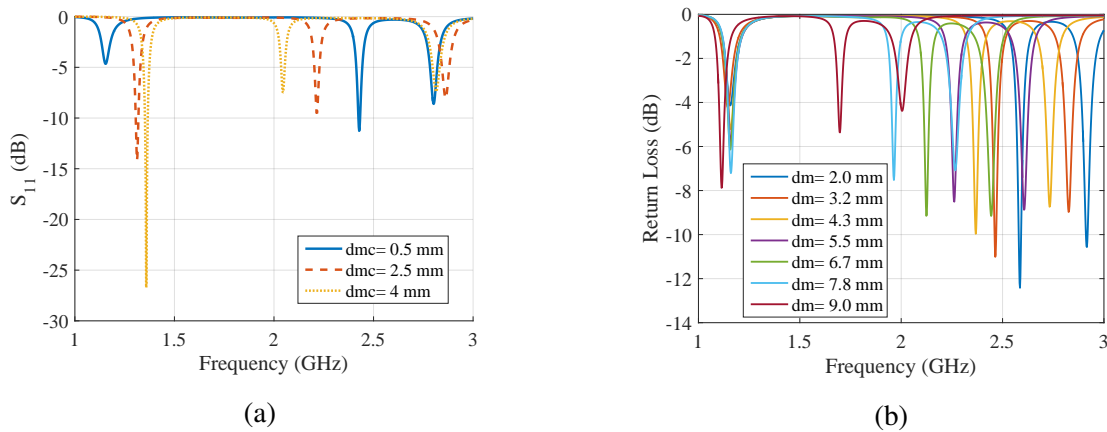 0
-5
-10
-15
-20
-25
-30
S11 (dB)
dmc= 0.5 mm
dmc= 2.5 mm
dmc= 4 mm
1
1.5
2
2.5
3
Frequency (GHz)
(a)
0
-2
-4
-6
-8
-10
-12
-14
Return Loss (dB)
dm= 2.0 mm
dm= 3.2 mm
dm= 4.3 mm
dm= 5.5 mm
dm= 6.7 mm
dm= 7.8 mm
dm= 9.0 mm
1
1.5
2
2.5
3
Frequency (GHz)
(b)